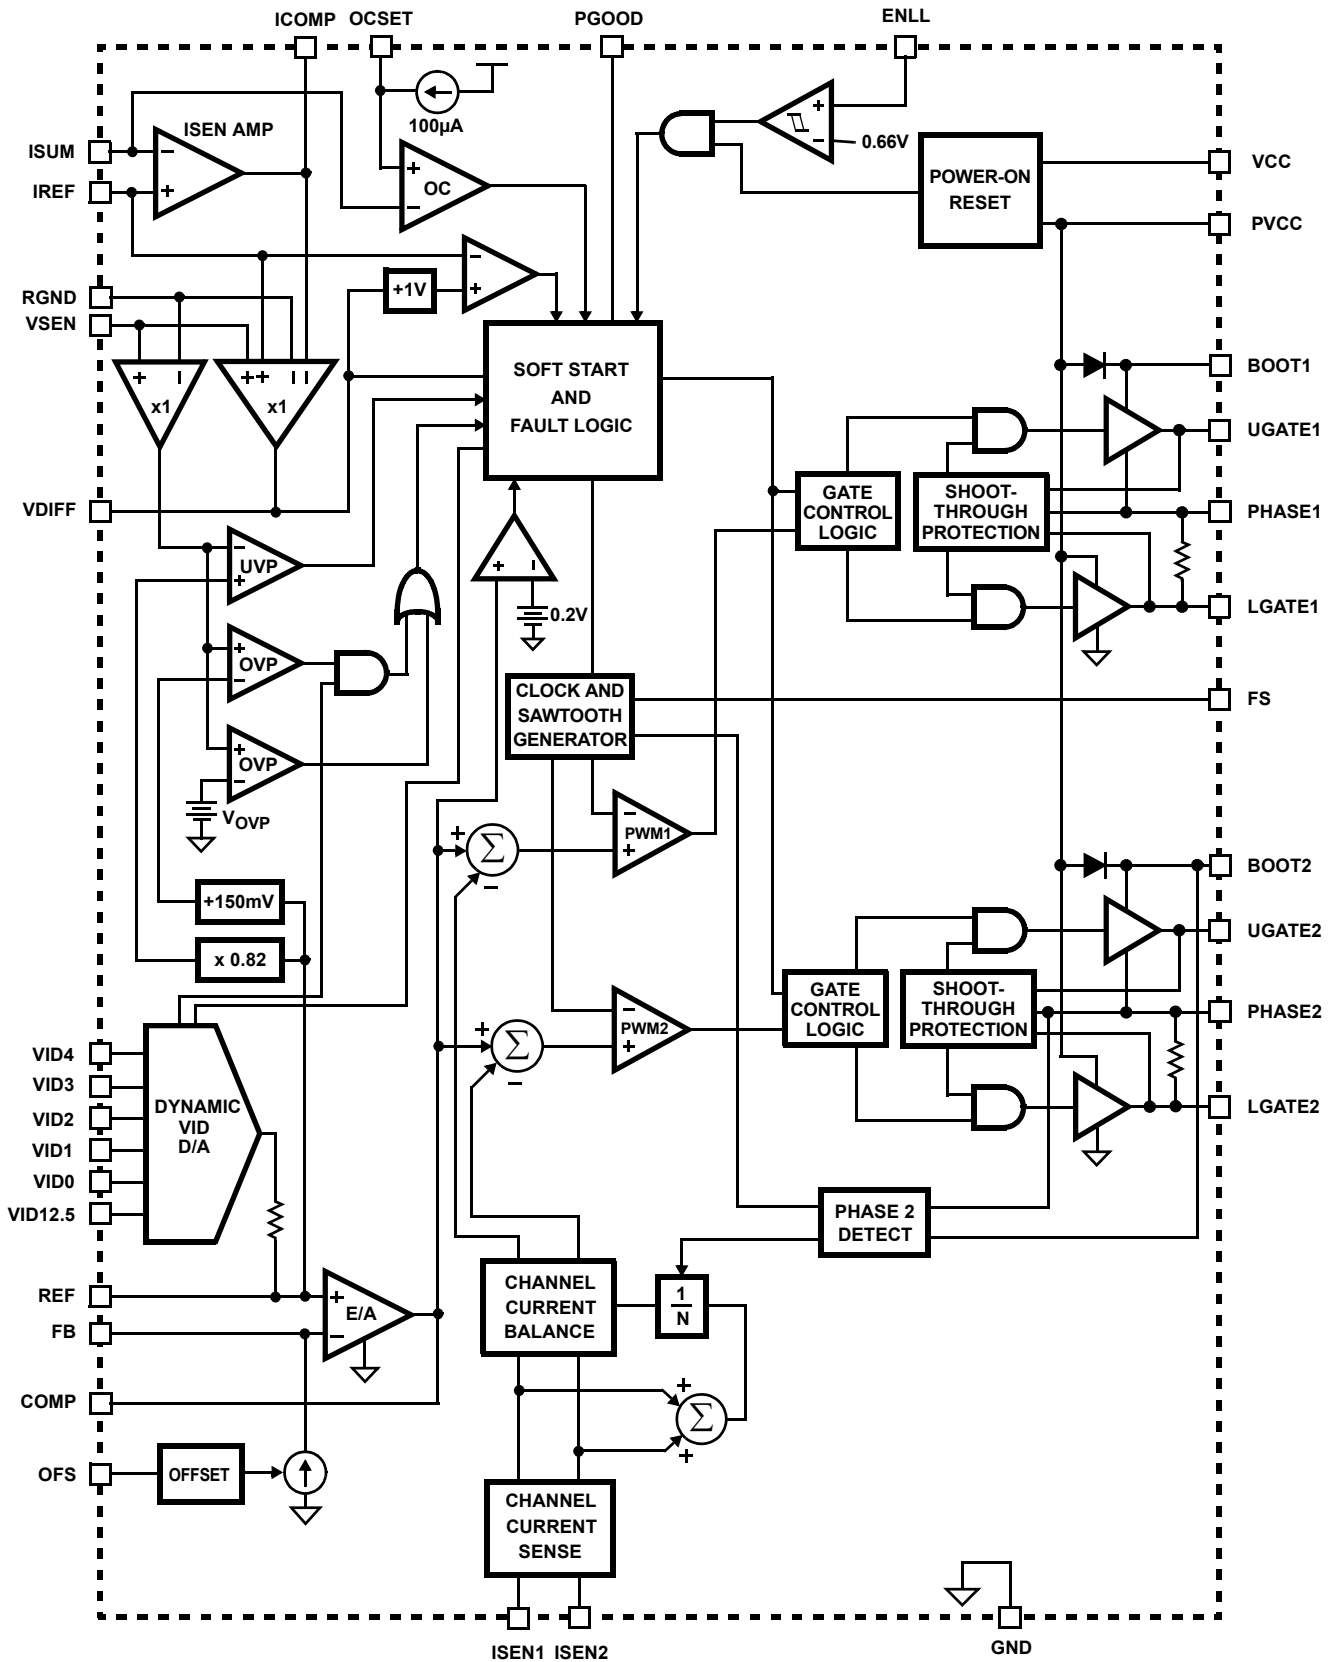 ICOMP OCSET PGOOD ENLL
ISEN AMP
100µA
ISUM
IREF
− +
+ OC −
+ − 0.66V
POWER-ON
RESET
VCC
PVCC
RGND
VSEN
− +
+1V
+ − x1
++ −− x1
SOFT START
AND
FAULT LOGIC
BOOT1
UGATE1
PHASE1
LGATE1
GATE
CONTROL
LOGIC
SHOOT-
THROUGH
PROTECTION
VDIFF
− UVP +
+ −
0.2V
+ OVP −
+ OVP −
VOVP
CLOCK AND
SAWTOOTH
GENERATOR
FS
+ Σ −
− PWM1 +
+150mV
x 0.82
BOOT2
UGATE2
PHASE2
LGATE2
GATE
CONTROL
LOGIC
SHOOT-
THROUGH
PROTECTION
+ Σ −
− PWM2 +
VID4
VID3
VID2
VID1
VID0
VID12.5
DYNAMIC
VID
D/A
PHASE 2
DETECT
REF
FB
+ E/A −
CHANNEL
CURRENT
BALANCE
1
N
COMP
+ Σ +
OFS
OFFSET
CHANNEL
CURRENT
SENSE
ISEN1 ISEN2
GND